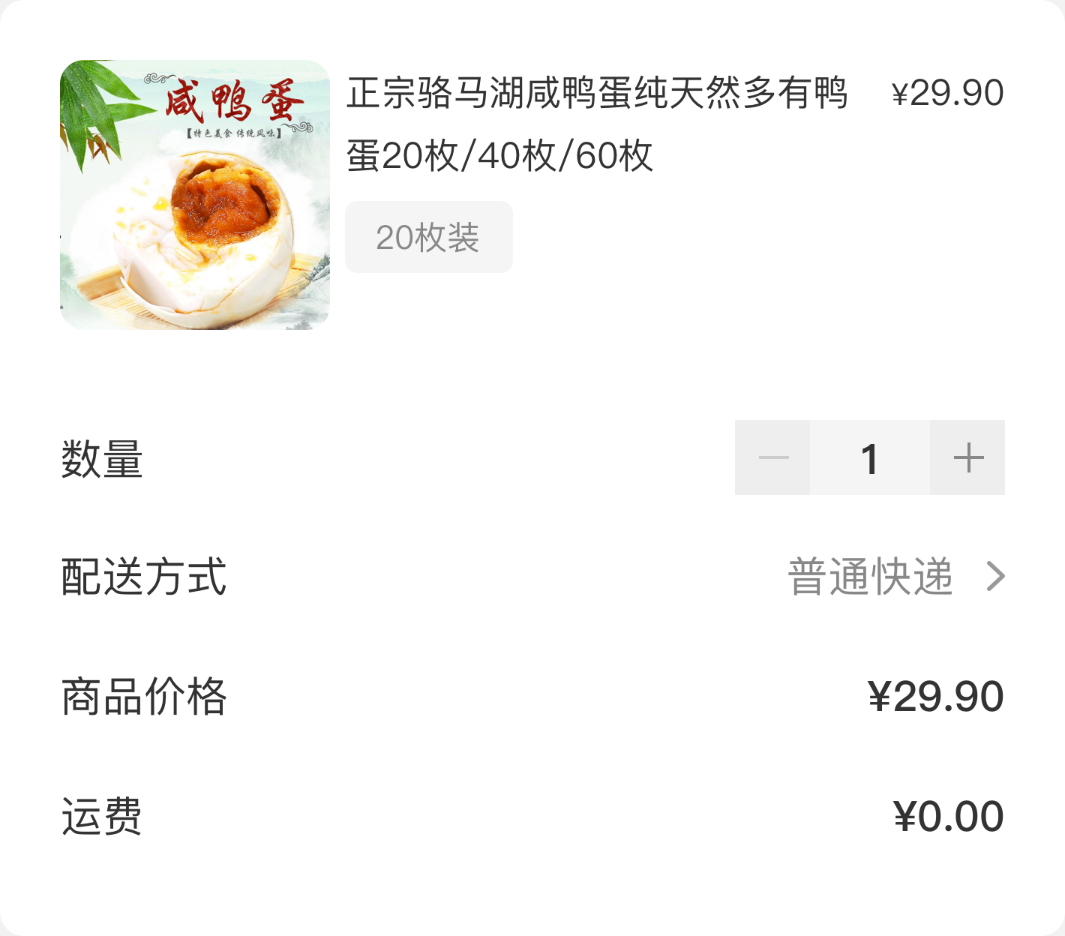 咸鸭蛋
【特色美食 传统风味】
正宗骆马湖咸鸭蛋纯天然多有鸭
¥29.90
蛋20枚/40枚/60枚
20枚装
数量
1
配送方式
普通快递
商品价格
¥29.90
运费
¥0.00